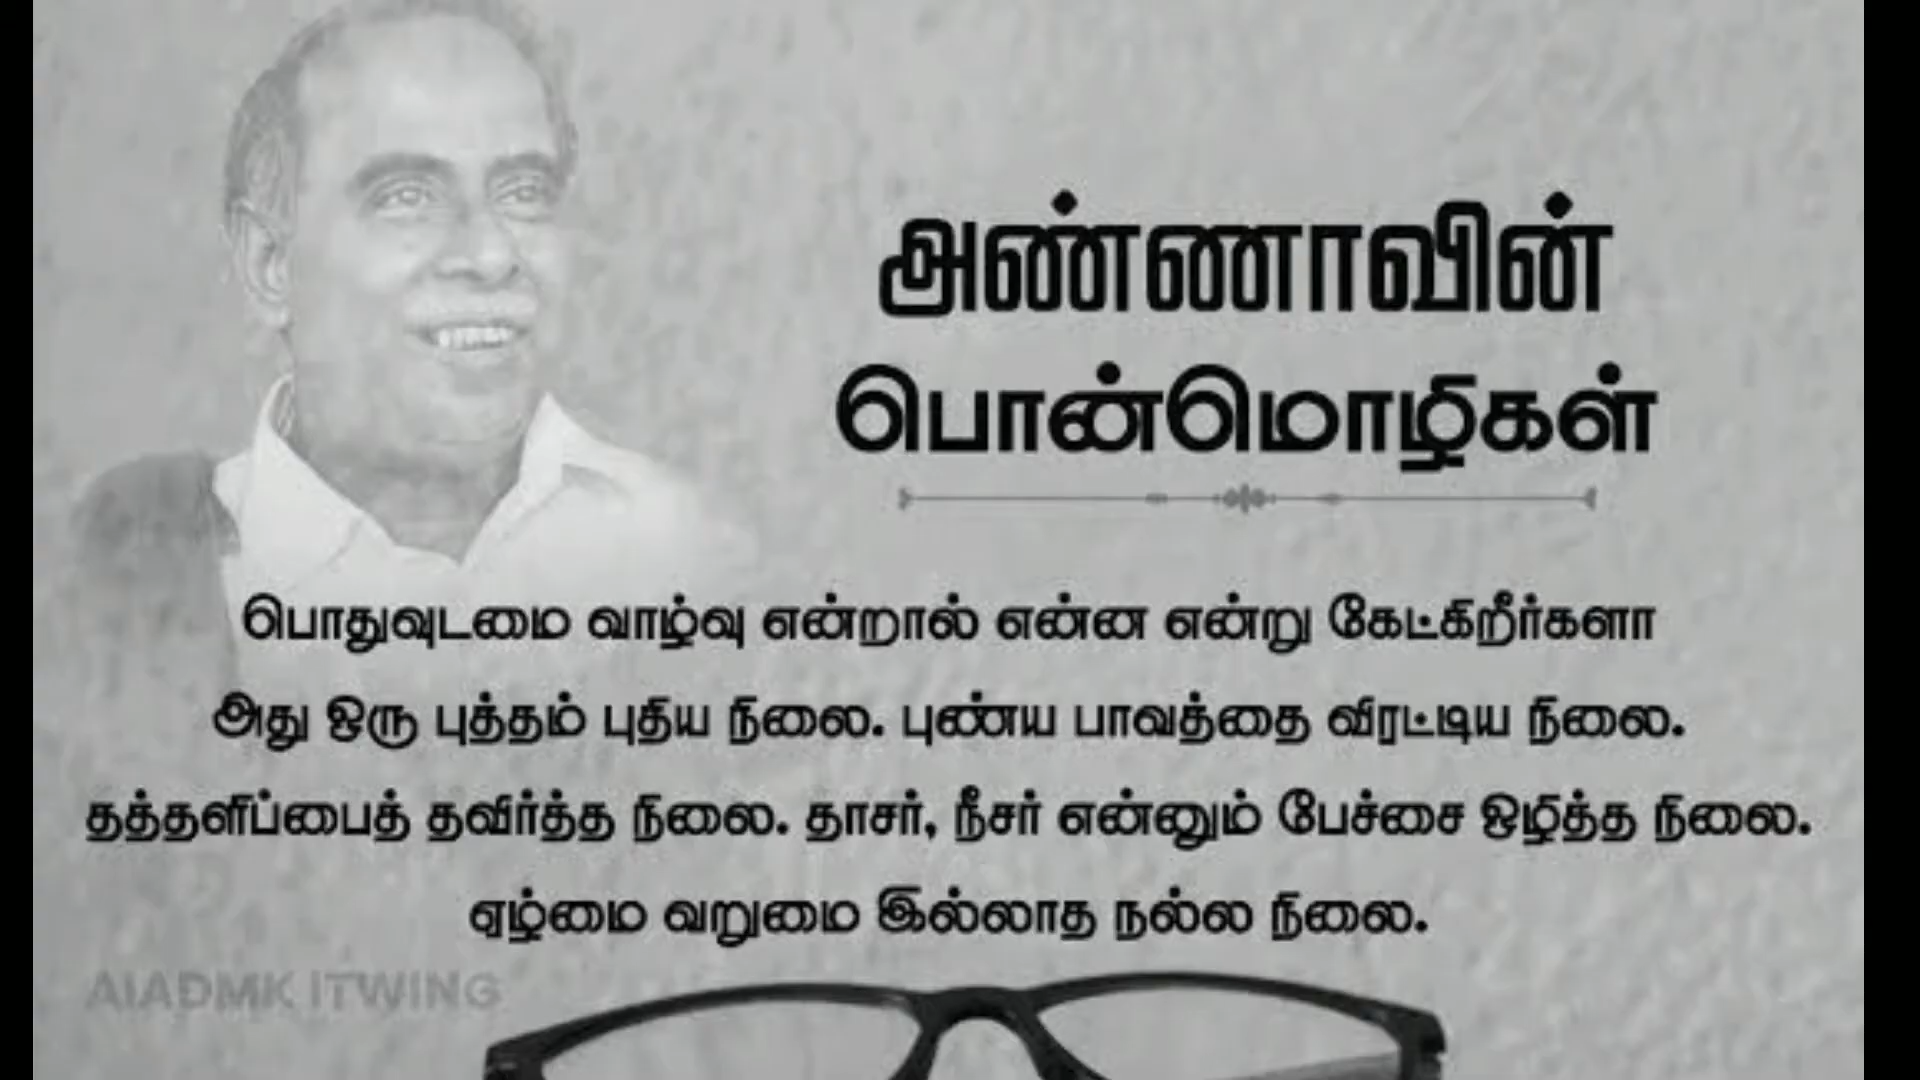 அண்ணாவின்
பொன்மொழிகள்
பொதுவுடமை வாழ்வு என்றால் என்ன என்று கேட்கிறீர்களா
அது ஒரு புத்தம் புதிய நிலை. புண்ய பாவத்தை விரட்டிய நிலை.
தத்தளிப்பைத் தவிர்த்த நிலை. தாசர், நீசர் என்னும் பேச்சை ஒழித்த நிலை.
ஏழ்மை வறுமை இல்லாத நல்ல நிலை.
AIADMK ITWING